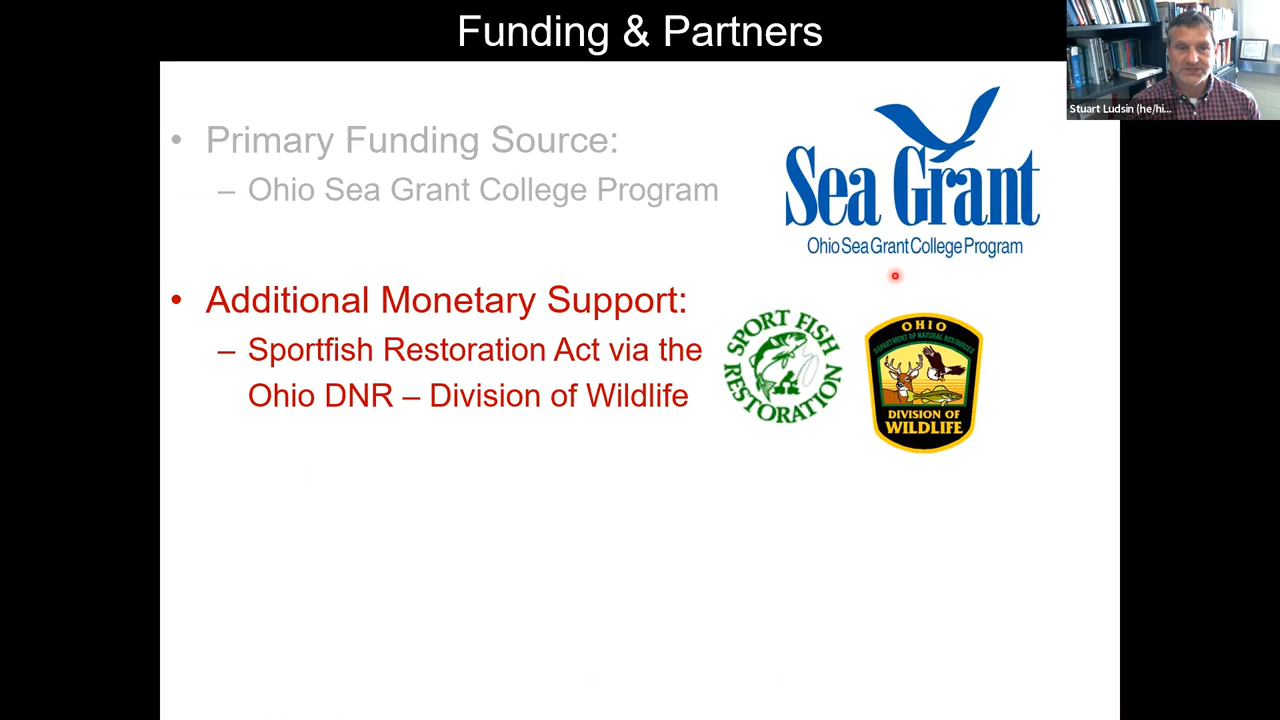 Funding & Partners
Stuart Ludsin (he/hi...
• Primary Funding Source:
– Ohio Sea Grant College Program
Sea Grant
Ohio Sea Grant College Program
• Additional Monetary Support:
– Sportfish Restoration Act via the
Ohio DNR – Division of Wildlife
SPORT FISH
RESTORATION
OHIO
DEPARTMENT OF NATURAL RESOURCES
DIVISION OF
WILDLIFE